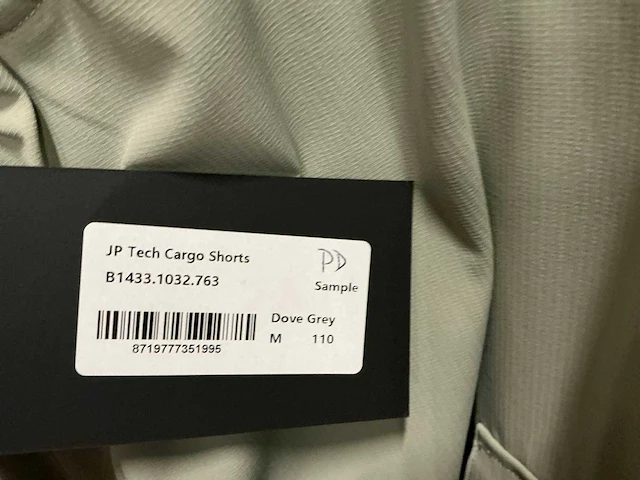 JP Tech Cargo Shorts
B1433.1032.763
PD
Sample
Dove Grey
M 110
8719777351995